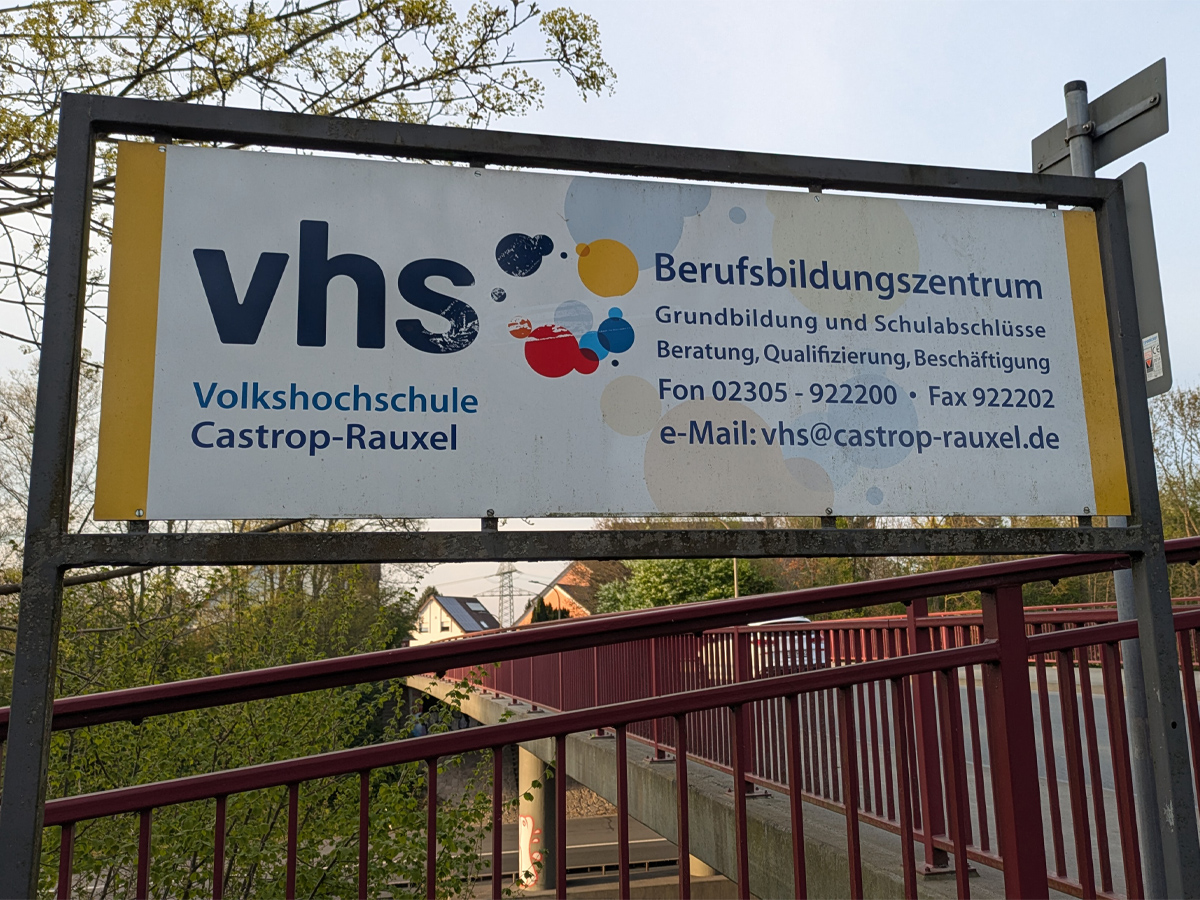 vhs
Volkshochschule
Castrop-Rauxel
Berufsbildungszentrum
Grundbildung und Schulabschlüsse
Beratung, Qualifizierung, Beschäftigung
Fon 02305 - 922200 • Fax 922202
e-Mail: vhs@castrop-rauxel.de